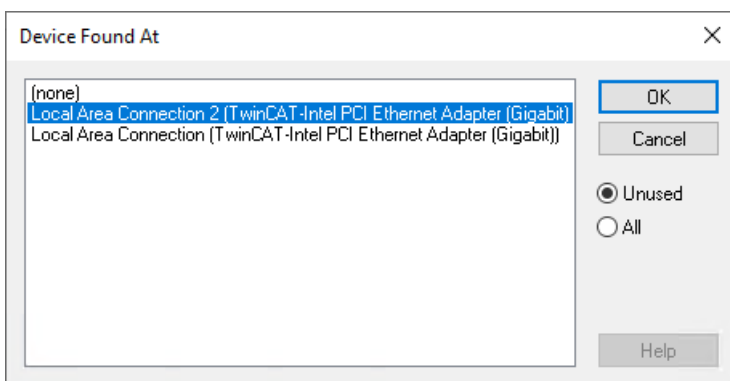 Device Found At
(none)
Local Area Connection 2 (TwinCAT-Intel PCI Ethernet Adapter (Gigabit)
Local Area Connection (TwinCAT-Intel PCI Ethernet Adapter (Gigabit))
OK
Cancel
Unused
All
Help